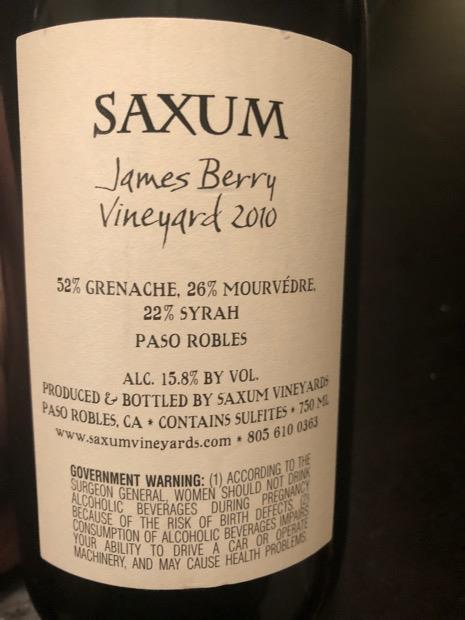 SAXUM
James Berry
Vineyard 2010
52% GRENACHE, 26% MOURVÉDRE,
22% SYRAH
PASO ROBLES
ALC. 15.8% BY VOL.
PRODUCED & BOTTLED BY SAXUM VINEYARDS
PASO ROBLES, CA * CONTAINS SULFITES * 750 ML
www.saxumvineyards.com * 805 610 0363
GOVERNMENT WARNING: (1) ACCORDING TO THE
SURGEON GENERAL, WOMEN SHOULD NOT DRINK
ALCOHOLIC BEVERAGES DURING PREGNANCY
BECAUSE OF THE RISK OF BIRTH DEFECTS. (2)
CONSUMPTION OF ALCOHOLIC BEVERAGES IMPAIRS
YOUR ABILITY TO DRIVE A CAR OR OPERATE
MACHINERY, AND MAY CAUSE HEALTH PROBLEMS.